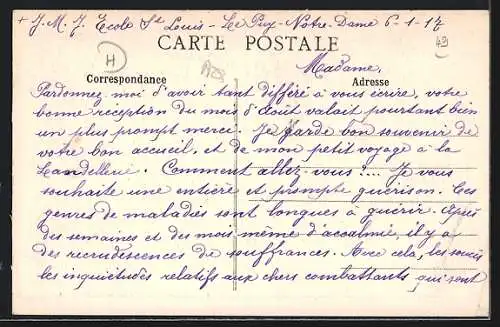 + J. M. J. Ecole St Louis - Le Puy-Notre-Dame 6-1-17
CARTE POSTALE
H
49
Madame,
Correspondance
Adresse
Pardonnez-moi d'avoir tant différé à vous écrire, votre
bonne réception du mois d'Août valait pourtant bien
un plus prompt merci. Je garde bon souvenir de
votre bon accueil, et de mon petit voyage à la
Landellerie. Comment allez-vous ?... Je vous
souhaite une entière et prompte guérison. Ces
genres de maladies sont longues à guérir. Après
des semaines et des mois même d'accalmie, il y a
des recrudescences de souffrances. Avec cela, les soucis
les inquiétudes relatifs aux chers combattants qui sont